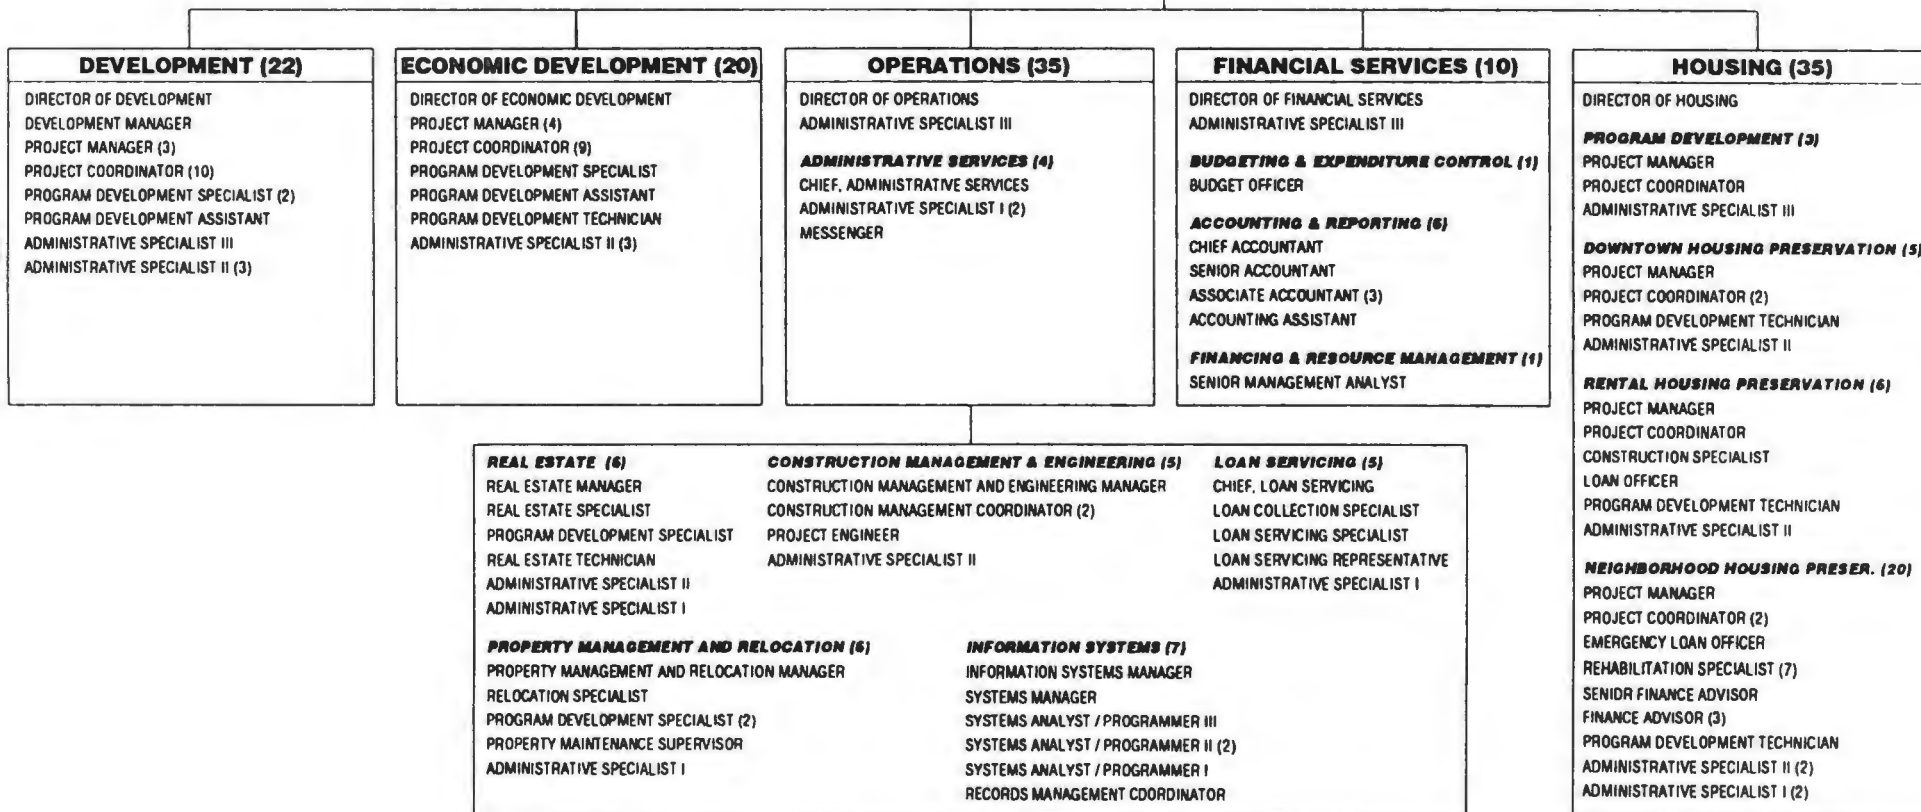 DEVELOPMENT (22)
DIRECTOR OF DEVELOPMENT
DEVELOPMENT MANAGER
PROJECT MANAGER (3)
PROJECT COORDINATOR (10)
PROGRAM DEVELOPMENT SPECIALIST (2)
PROGRAM DEVELOPMENT ASSISTANT
ADMINISTRATIVE SPECIALIST III
ADMINISTRATIVE SPECIALIST II (3)
ECONOMIC DEVELOPMENT (20)
DIRECTOR OF ECONOMIC DEVELOPMENT
PROJECT MANAGER (4)
PROJECT COORDINATOR (9)
PROGRAM DEVELOPMENT SPECIALIST
PROGRAM DEVELOPMENT ASSISTANT
PROGRAM DEVELOPMENT TECHNICIAN
ADMINISTRATIVE SPECIALIST II (3)
OPERATIONS (35)
DIRECTOR OF OPERATIONS
ADMINISTRATIVE SPECIALIST III
ADMINISTRATIVE SERVICES (4)
CHIEF, ADMINISTRATIVE SERVICES
ADMINISTRATIVE SPECIALIST I (2)
MESSENGER
FINANCIAL SERVICES (10)
DIRECTOR OF FINANCIAL SERVICES
ADMINISTRATIVE SPECIALIST III
BUDGETING & EXPENDITURE CONTROL (1)
BUDGET OFFICER
ACCOUNTING & REPORTING (6)
CHIEF ACCOUNTANT
SENIOR ACCOUNTANT
ASSOCIATE ACCOUNTANT (3)
ACCOUNTING ASSISTANT
FINANCING & RESOURCE MANAGEMENT (1)
SENIOR MANAGEMENT ANALYST
HOUSING (35)
DIRECTOR OF HOUSING
PROGRAM DEVELOPMENT (3)
PROJECT MANAGER
PROJECT COORDINATOR
ADMINISTRATIVE SPECIALIST III
DOWNTOWN HOUSING PRESERVATION (5)
PROJECT MANAGER
PROJECT COORDINATOR (2)
PROGRAM DEVELOPMENT TECHNICIAN
ADMINISTRATIVE SPECIALIST II
RENTAL HOUSING PRESERVATION (6)
PROJECT MANAGER
PROJECT COORDINATOR
CONSTRUCTION SPECIALIST
LOAN OFFICER
PROGRAM DEVELOPMENT TECHNICIAN
ADMINISTRATIVE SPECIALIST II
NEIGHBORHOOD HOUSING PRESER. (20)
PROJECT MANAGER
PROJECT COORDINATOR (2)
EMERGENCY LOAN OFFICER
REHABILITATION SPECIALIST (7)
SENIOR FINANCE ADVISOR
FINANCE ADVISOR (3)
PROGRAM DEVELOPMENT TECHNICIAN
ADMINISTRATIVE SPECIALIST II (2)
ADMINISTRATIVE SPECIALIST I (2)
REAL ESTATE (6)
REAL ESTATE MANAGER
REAL ESTATE SPECIALIST
PROGRAM DEVELOPMENT SPECIALIST
REAL ESTATE TECHNICIAN
ADMINISTRATIVE SPECIALIST II
ADMINISTRATIVE SPECIALIST I
CONSTRUCTION MANAGEMENT & ENGINEERING (5)
CONSTRUCTION MANAGEMENT AND ENGINEERING MANAGER
CONSTRUCTION MANAGEMENT COORDINATOR (2)
PROJECT ENGINEER
ADMINISTRATIVE SPECIALIST II
LOAN SERVICING (5)
CHIEF, LOAN SERVICING
LOAN COLLECTION SPECIALIST
LOAN SERVICING SPECIALIST
LOAN SERVICING REPRESENTATIVE
ADMINISTRATIVE SPECIALIST I
PROPERTY MANAGEMENT AND RELOCATION (6)
PROPERTY MANAGEMENT AND RELOCATION MANAGER
RELOCATION SPECIALIST
PROGRAM DEVELOPMENT SPECIALIST (2)
PROPERTY MAINTENANCE SUPERVISOR
ADMINISTRATIVE SPECIALIST I
INFORMATION SYSTEMS (7)
INFORMATION SYSTEMS MANAGER
SYSTEMS MANAGER
SYSTEMS ANALYST / PROGRAMMER III
SYSTEMS ANALYST / PROGRAMMER II (2)
SYSTEMS ANALYST / PROGRAMMER I
RECORDS MANAGEMENT COORDINATOR